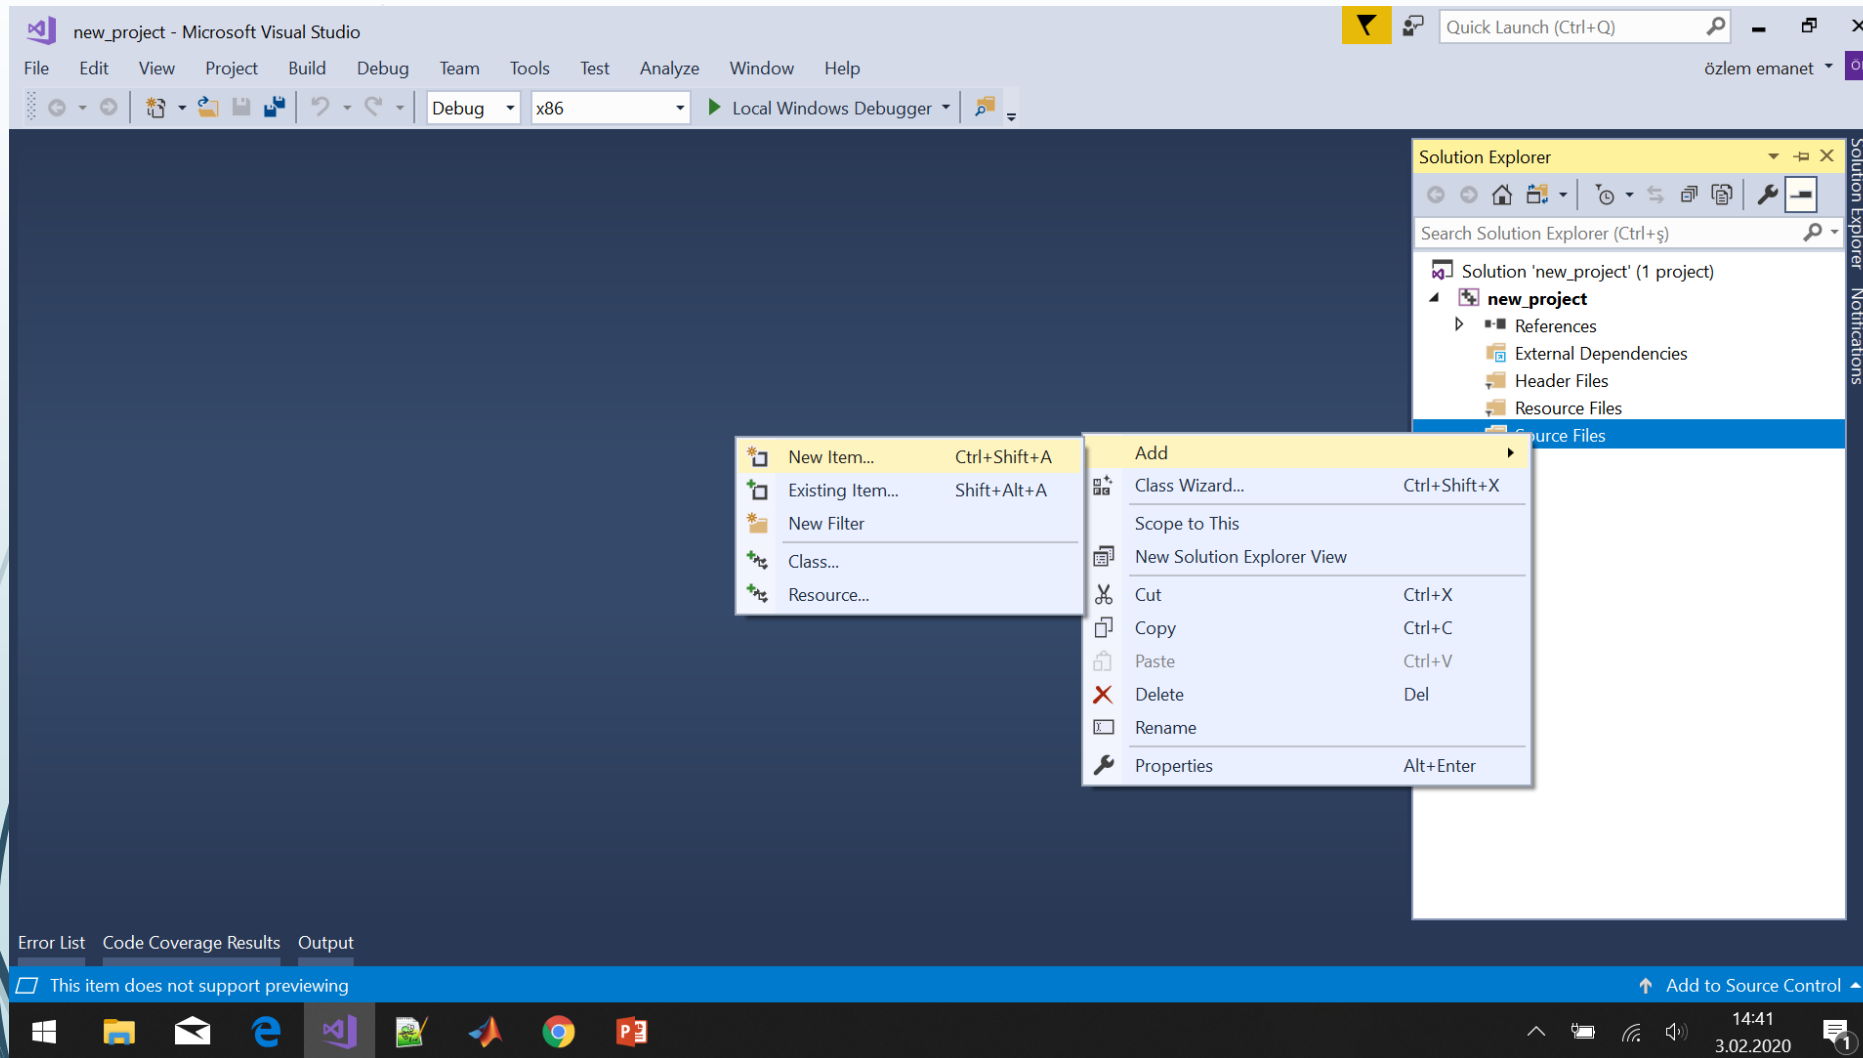 new_project - Microsoft Visual Studio
Quick Launch (Ctrl+Q)
File Edit View Project Build Debug Team Tools Test Analyze Window Help
özlem emanet
Debug x86 Local Windows Debugger
Solution Explorer
Search Solution Explorer (Ctrl+ş)
Solution 'new_project' (1 project)
new_project
References
External Dependencies
Header Files
Resource Files
Source Files
Solution Explorer
Notifications
New Item... Ctrl+Shift+A
Existing Item... Shift+Alt+A
New Filter
Class...
Resource...
Add
Class Wizard... Ctrl+Shift+X
Scope to This
New Solution Explorer View
Cut Ctrl+X
Copy Ctrl+C
Paste Ctrl+V
Delete Del
Rename
Properties Alt+Enter
Error List Code Coverage Results Output
This item does not support previewing
Add to Source Control
14:41
3.02.2020
1